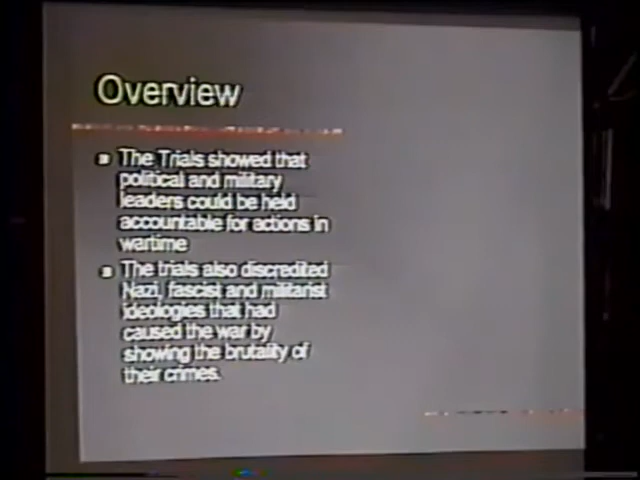 Overview
The Trials showed that
political and military
leaders could be held
accountable for actions in
wartime
The trials also discredited
Nazi, fascist and militarist
ideologies that had
caused the war by
showing the brutality of
their crimes.